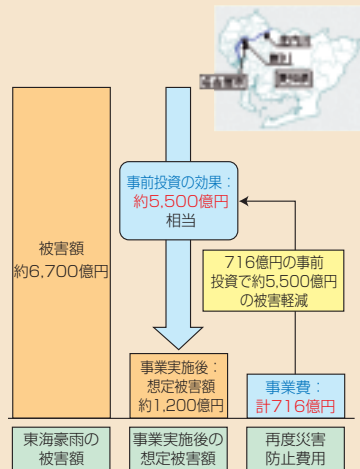 事前投資の効果：
約5,500億円
相当
被害額
約6,700億円
716億円の事前
投資で約5,500億円
の被害軽減
事業実施後：
想定被害額
約1,200億円
事業費：
計716億円
東海豪雨の
被害額
事業実施後の
想定被害額
再度災害
防止費用